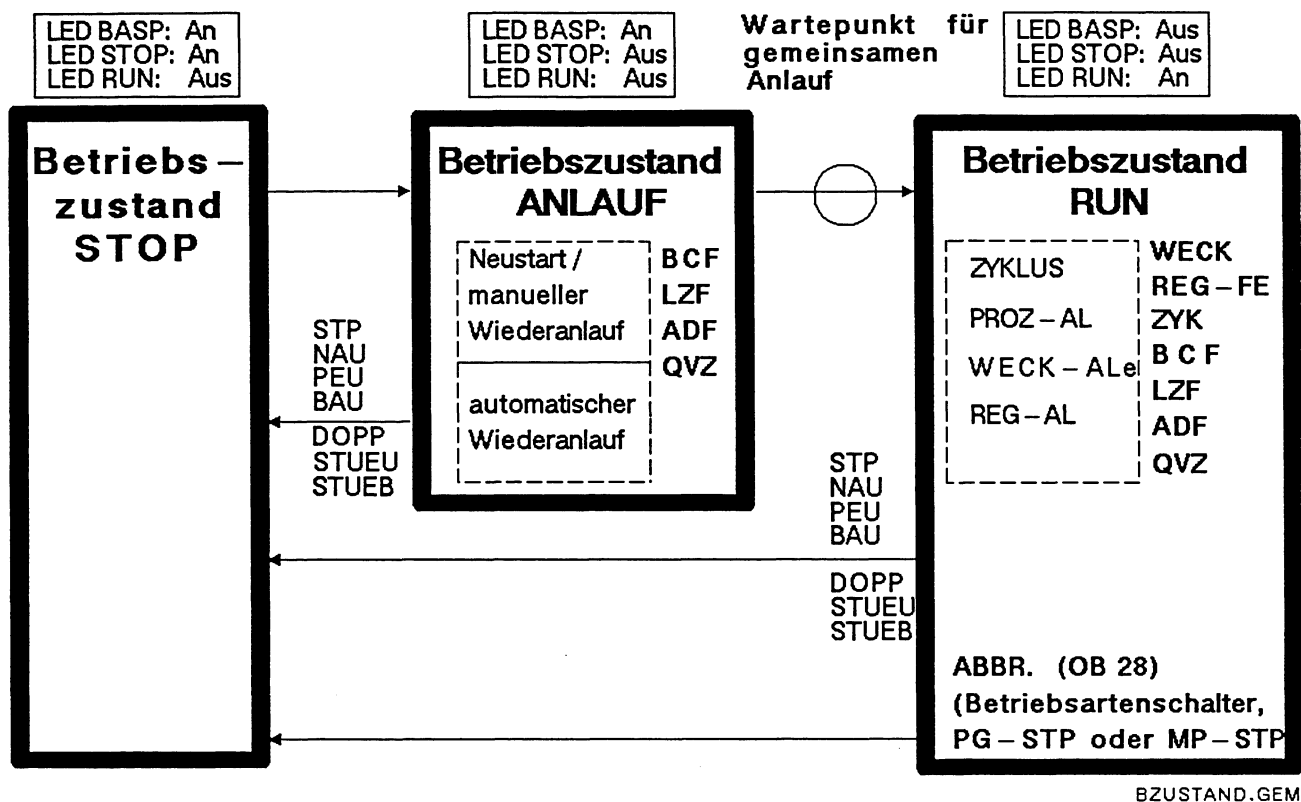 LED BASP: An
LED STOP: An
LED RUN: Aus
LED BASP: An
LED STOP: Aus
LED RUN: Aus
Wartepunkt für
gemeinsamen
Anlauf
LED BASP: Aus
LED STOP: Aus
LED RUN: An
Betriebs –
zustand
STOP
Betriebszustand
ANLAUF
Neustart /
manueller
Wiederanlauf
automatischer
Wiederanlauf
BCF
LZF
ADF
QVZ
Betriebszustand
RUN
ZYKLUS
PROZ – AL
WECK – ALe
REG – AL
WECK
REG – FE
ZYK
BCF
LZF
ADF
QVZ
STP
NAU
PEU
BAU
DOPP
STUEU
STUEB
STP
NAU
PEU
BAU
DOPP
STUEU
STUEB
ABBR. (OB 28)
(Betriebsartenschalter,
PG – STP oder MP – STP
BZUSTAND.GEM